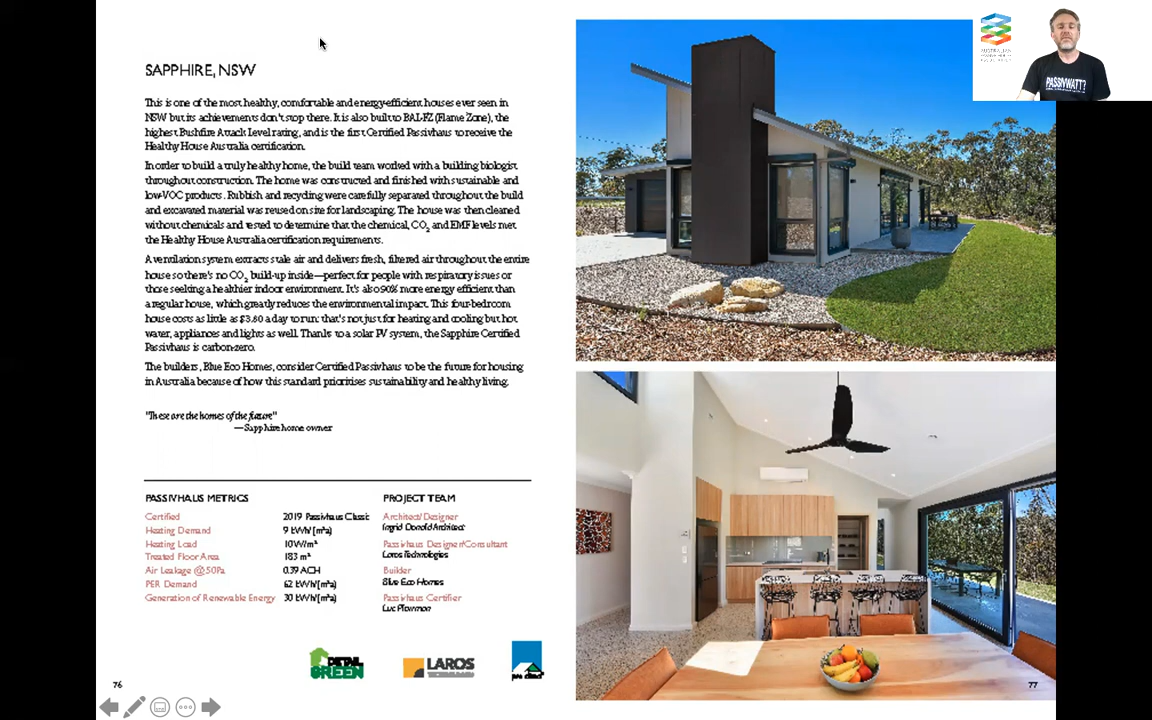 SAPPHIRE, NSW
This is one of the most healthy, comfortable and energy-efficient houses ever seen in
NSW but its achievements don't stop there. It is also built to BAL-FZ (Flame Zone), the
highest Bushfire Attack Level rating, and is the first Certified Passivhaus to receive the
Healthy House Australia certification.
In order to build a truly healthy home, the build team worked with a building biologist
throughout construction. The home was constructed and finished with sustainable and
low-VOC products. Rubbish and recycling were carefully separated throughout the build
and excavated material was reused on site for landscaping. The house was then cleaned
without chemicals and tested to determine that the chemical, CO₂ and EMF levels met
the Healthy House Australia certification requirements.
A ventilation system extracts stale air and delivers fresh, filtered air throughout the entire
house so there's no CO₂ build-up inside—perfect for people with respiratory issues or
those seeking a healthier indoor environment. It's also 90% more energy efficient than
a regular house, which greatly reduces the environmental impact. This four-bedroom
house costs as little as $3.80 a day to run: that's not just for heating and cooling but hot
water, appliances and lights as well. Thanks to a solar PV system, the Sapphire Certified
Passivhaus is carbon-zero.
The builders, Blue Eco Homes, consider Certified Passivhaus to be the future for housing
in Australia because of how this standard prioritises sustainability and healthy living.
"These are the homes of the future"
—Sapphire home owner
PASSIVHAUS METRICS
Certified 2019 Passivhaus Classic
Heating Demand 9 kWh/(m²a)
Heating Load 10W/m²
Treated Floor Area 183 m²
Air Leakage @50Pa 0.39 ACH
PER Demand 62 kWh/(m²a)
Generation of Renewable Energy 30 kWh/(m²a)
PROJECT TEAM
Architect/Designer
Ingrid Donald Architect
Passivhaus Designer/Consultant
Laros Technologies
Builder
Blue Eco Homes
Passivhaus Certifier
Luc Plowman
DETAIL
GREEN
LAROS
TECHNOLOGIES
pro clima
76
77
AUSTRALIAN
PASSIVE HOUSE
ASSOCIATION
PASSIVWATT?